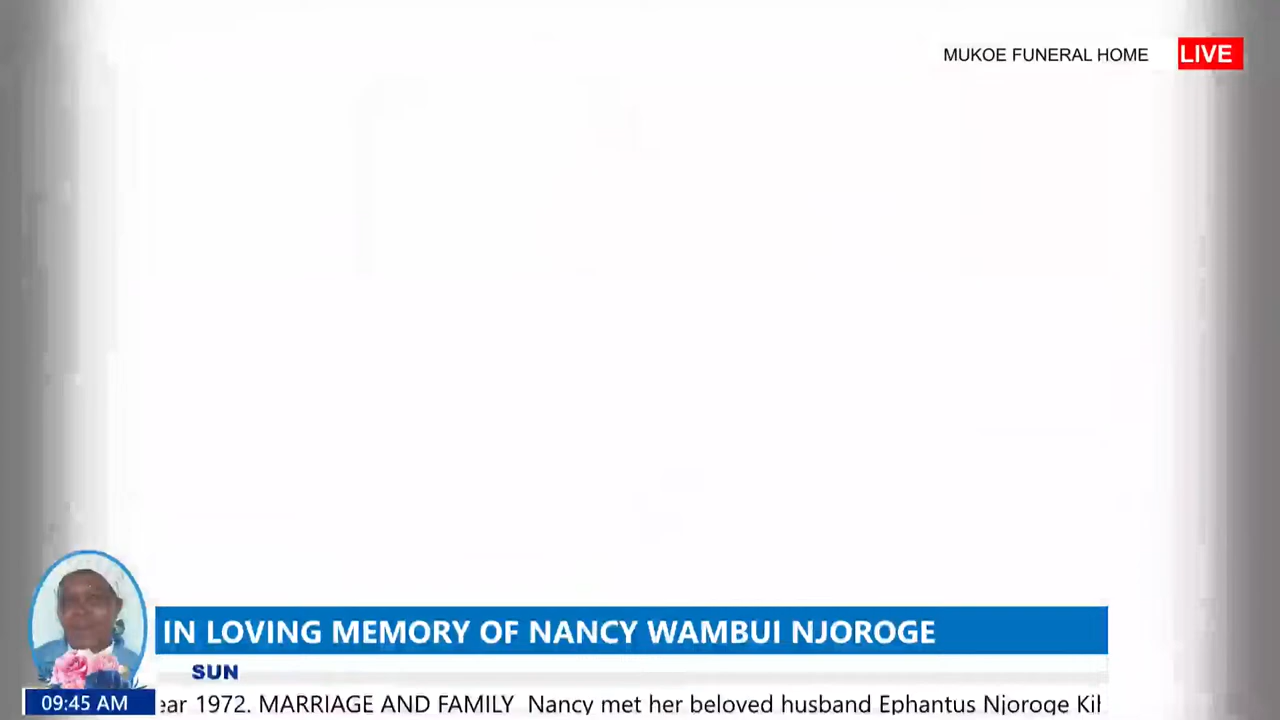 MUKOE FUNERAL HOME LIVE
IN LOVING MEMORY OF NANCY WAMBUI NJOROGE
SUN
09:45 AM
1972. MARRIAGE AND FAMILY Nancy met her beloved husband Ephantus Njoroge